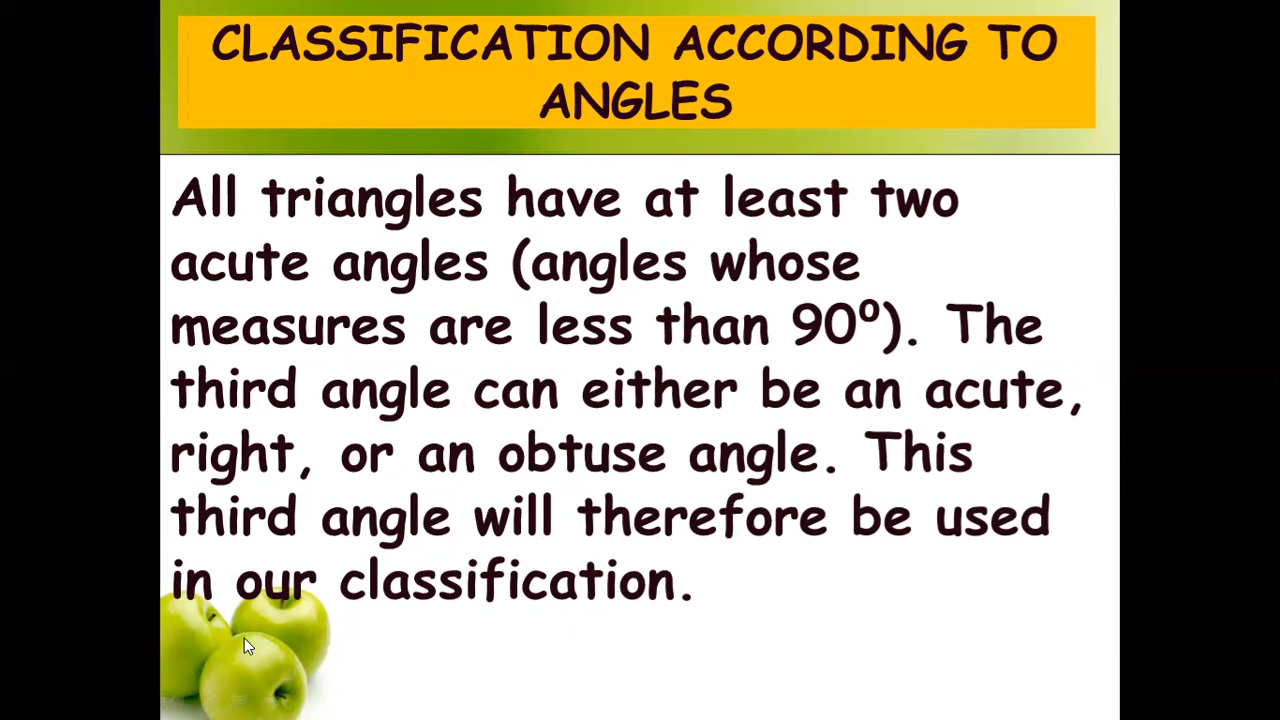 CLASSIFICATION ACCORDING TO
ANGLES
All triangles have at least two
acute angles (angles whose
measures are less than 90º). The
third angle can either be an acute,
right, or an obtuse angle. This
third angle will therefore be used
in our classification.